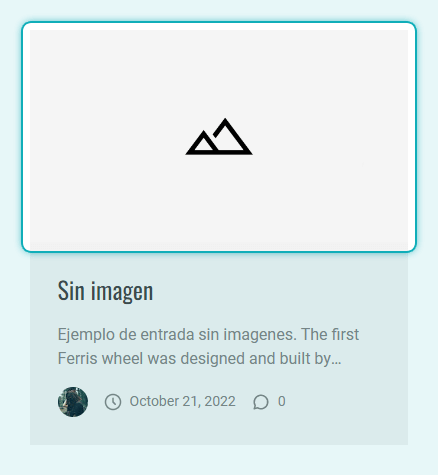 Sin imagen
Ejemplo de entrada sin imagenes. The first
Ferris wheel was designed and built by...
October 21, 2022 0